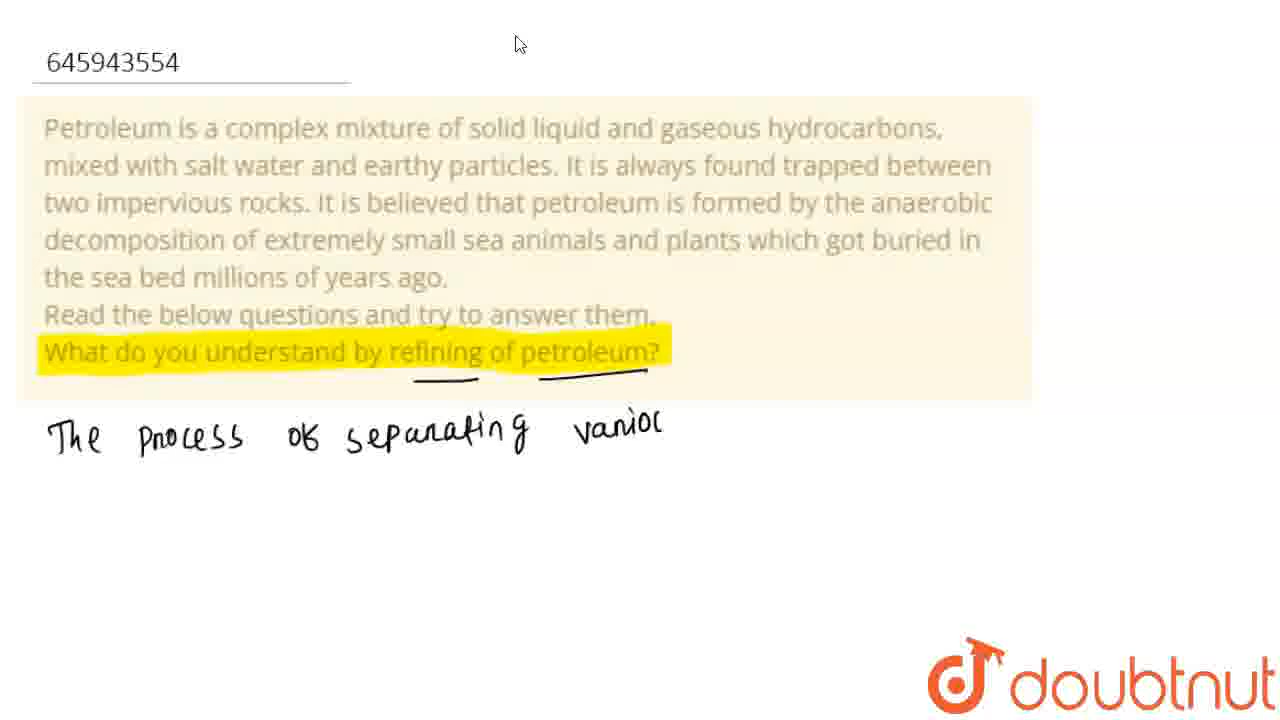 645943554
Petroleum is a complex mixture of solid liquid and gaseous hydrocarbons,
mixed with salt water and earthy particles. It is always found trapped between
two impervious rocks. It is believed that petroleum is formed by the anaerobic
decomposition of extremely small sea animals and plants which got buried in
the sea bed millions of years ago.
Read the below questions and try to answer them.
What do you understand by refining of petroleum?
The process of separating vario
doubtnut